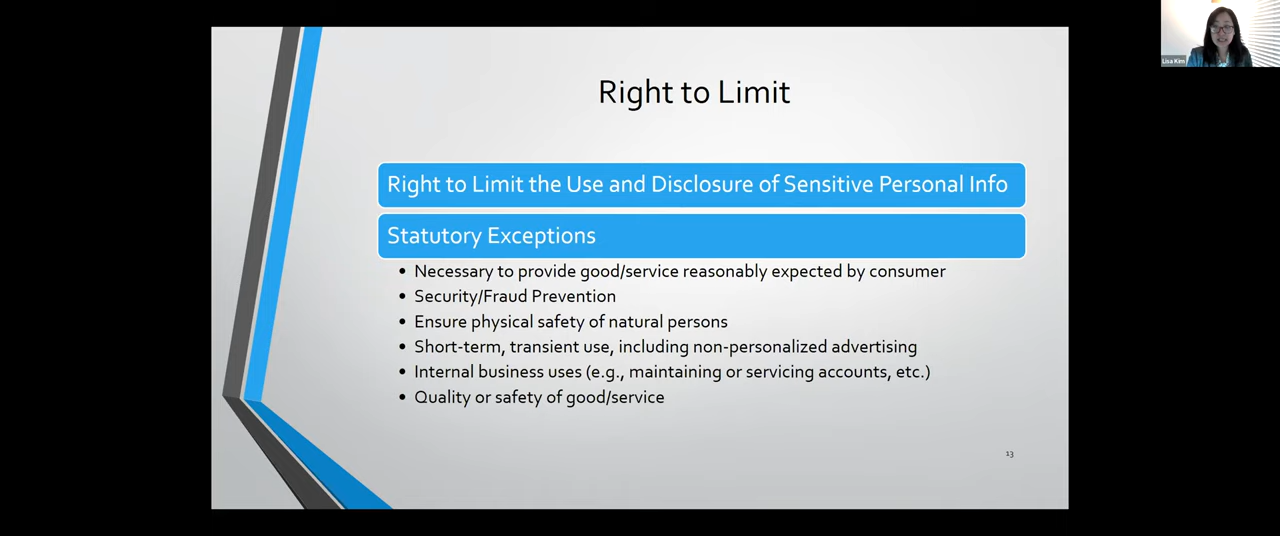 Lisa Kim
Right to Limit
Right to Limit the Use and Disclosure of Sensitive Personal Info
Statutory Exceptions
• Necessary to provide good/service reasonably expected by consumer
• Security/Fraud Prevention
• Ensure physical safety of natural persons
• Short-term, transient use, including non-personalized advertising
• Internal business uses (e.g., maintaining or servicing accounts, etc.)
• Quality or safety of good/service
13